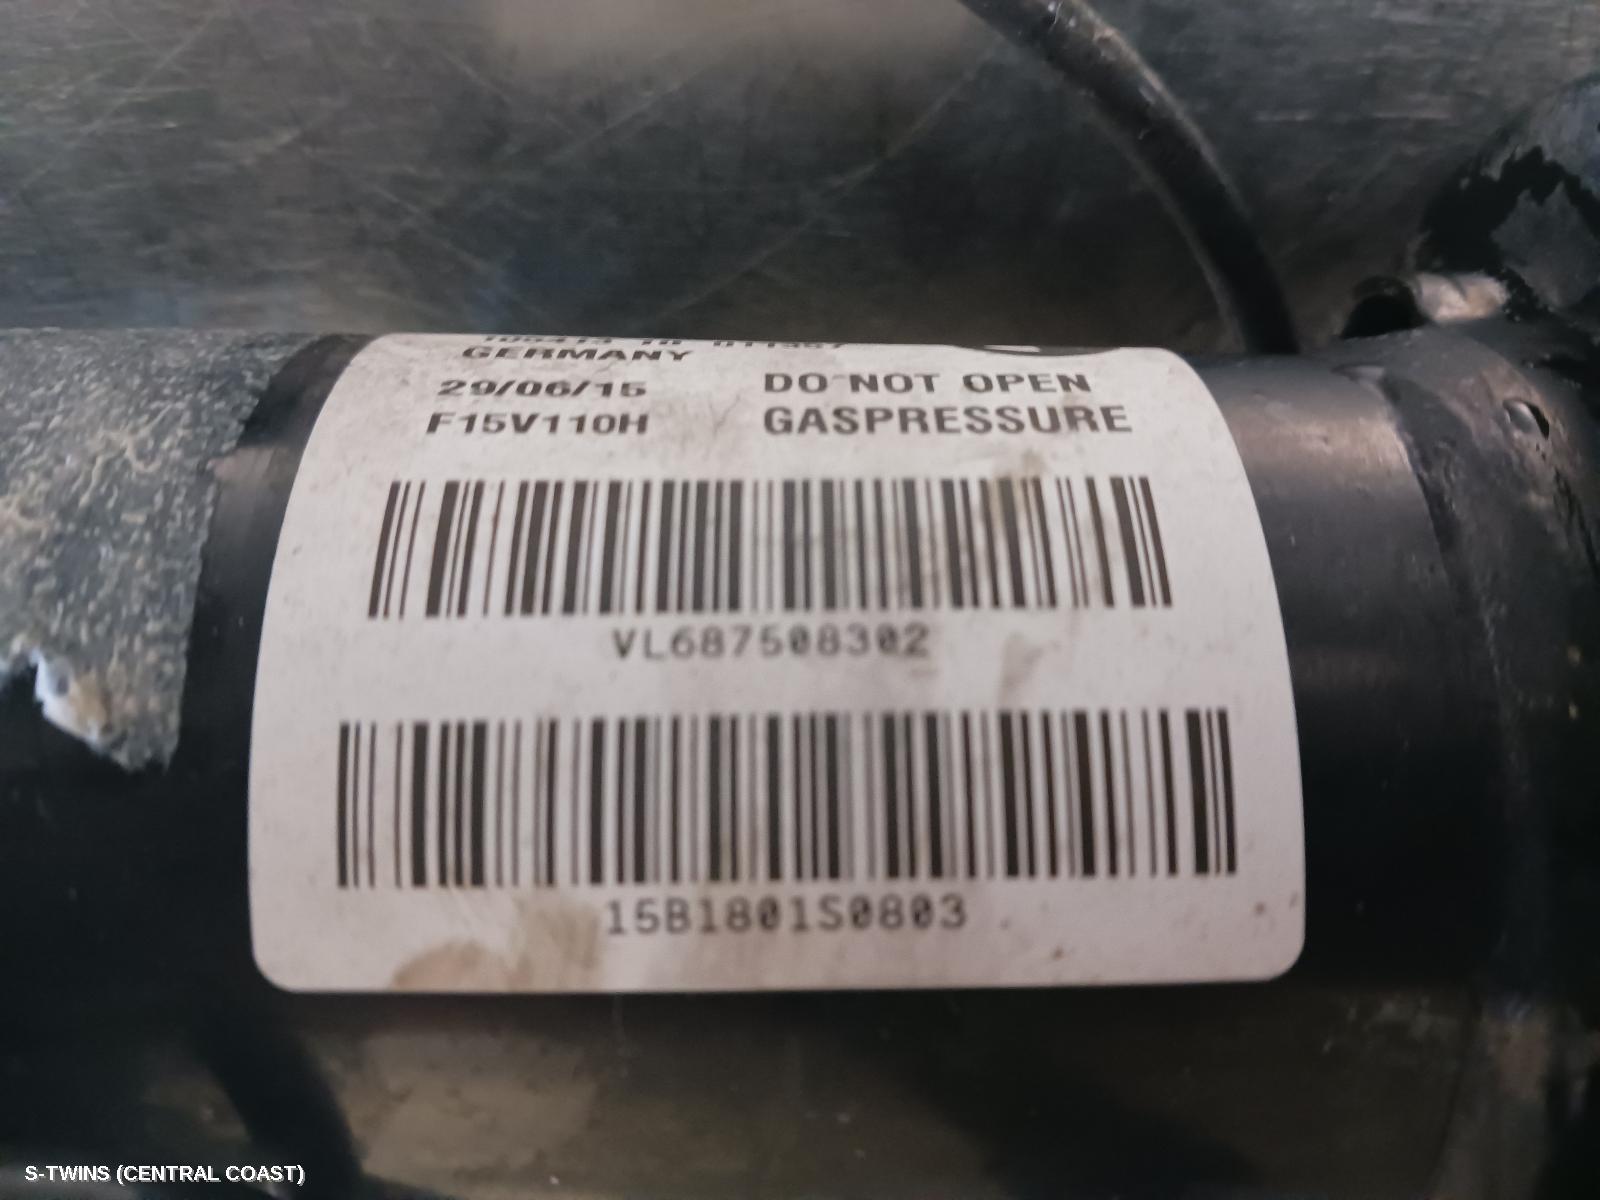 GERMANY
29/06/15
F15V110H
DO NOT OPEN
GASPRESSURE
VL687508302
15B1801S0803
S-TWINS (CENTRAL COAST)